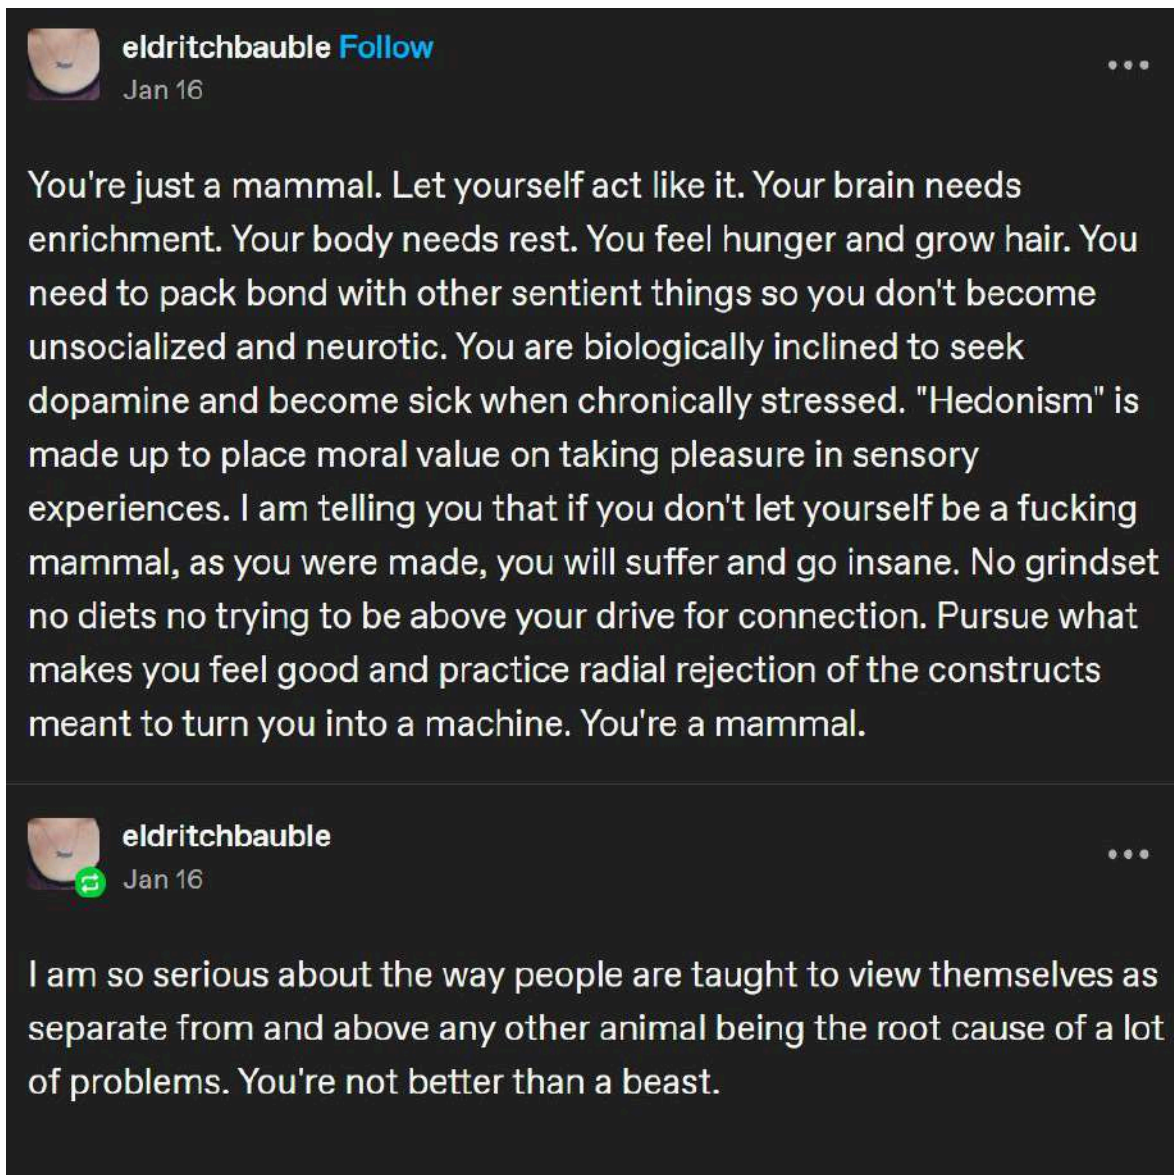 eldritchbauble Follow
Jan 16
You're just a mammal. Let yourself act like it. Your brain needs
enrichment. Your body needs rest. You feel hunger and grow hair. You
need to pack bond with other sentient things so you don't become
unsocialized and neurotic. You are biologically inclined to seek
dopamine and become sick when chronically stressed. "Hedonism" is
made up to place moral value on taking pleasure in sensory
experiences. I am telling you that if you don't let yourself be a fucking
mammal, as you were made, you will suffer and go insane. No grindset
no diets no trying to be above your drive for connection. Pursue what
makes you feel good and practice radial rejection of the constructs
meant to turn you into a machine. You're a mammal.
eldritchbauble
Jan 16
I am so serious about the way people are taught to view themselves as
separate from and above any other animal being the root cause of a lot
of problems. You're not better than a beast.